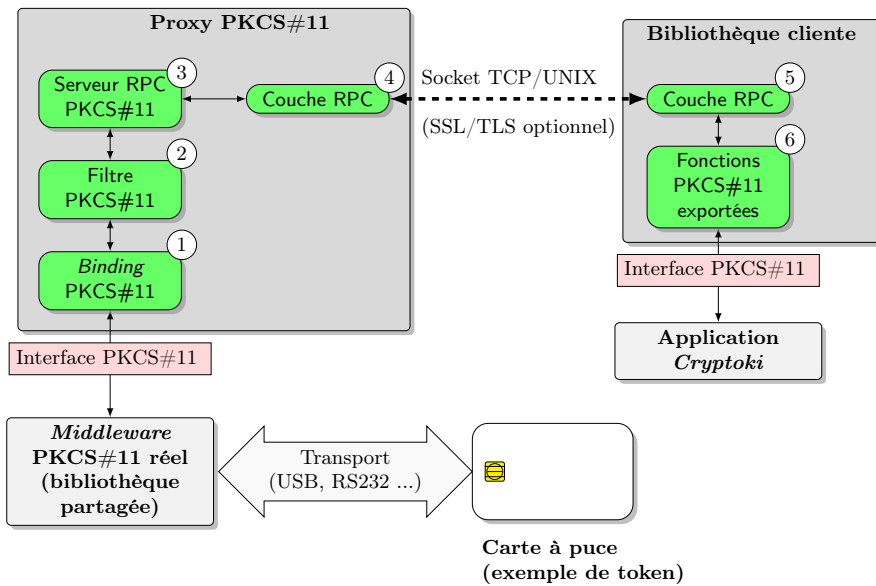 Proxy PKCS#11
Serveur RPC
PKCS#11
3
Couche RPC
4
Filtre
PKCS#11
2
Binding
PKCS#11
1
Socket TCP/UNIX
(SSL/TLS optionnel)
Bibliothèque cliente
Couche RPC
5
Fonctions
PKCS#11
exportées
6
Interface PKCS#11
Application
Cryptoki
Interface PKCS#11
Middleware
PKCS#11 réel
(bibliothèque
partagée)
Transport
(USB, RS232 ...)
Carte à puce
(exemple de token)